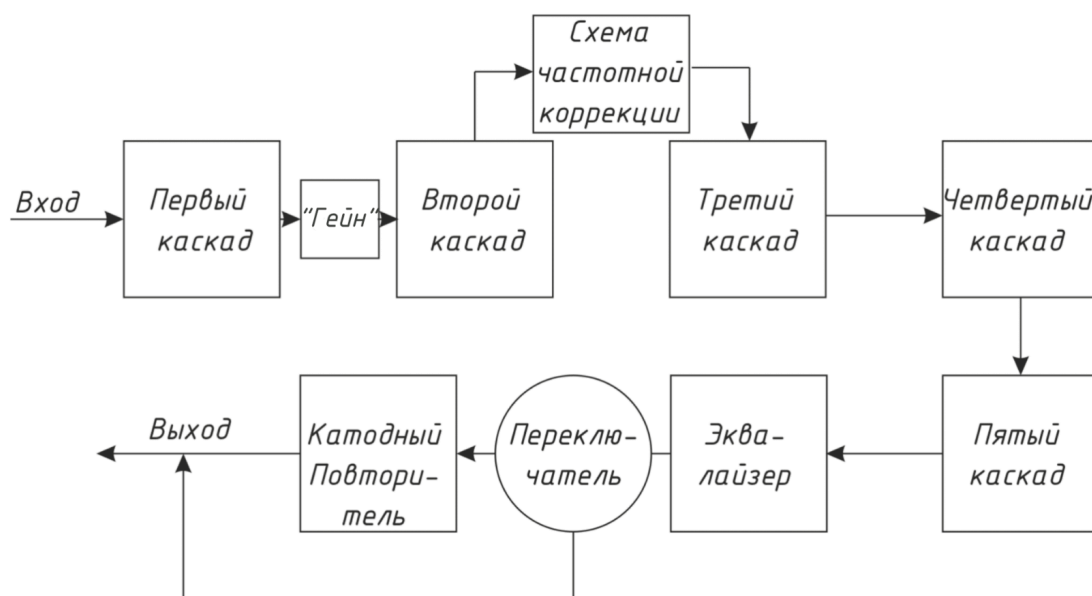 Схема
частотной
коррекции
Вход
Первый
каскад
"Гейн"
Второй
каскад
Третий
каскад
Четвертый
каскад
Выход
Катодный
Повтори-
тель
Переклю-
чатель
Эква-
лайзер
Пятый
каскад